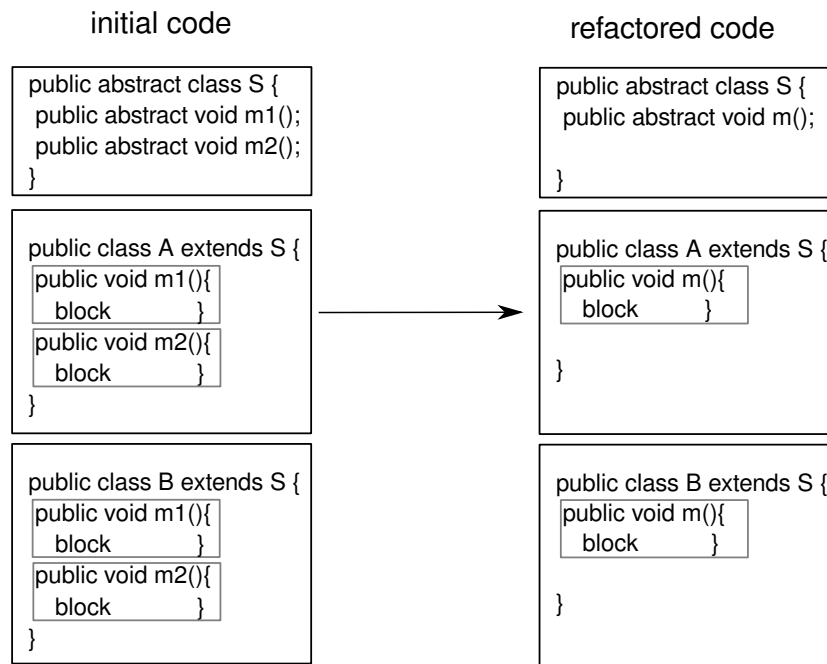 initial code
public abstract class S {
public abstract void m1();
public abstract void m2();
}
public class A extends S {
public void m1(){
block }
public void m2(){
block }
}
public class B extends S {
public void m1(){
block }
public void m2(){
block }
}
refactored code
public abstract class S {
public abstract void m();
}
public class A extends S {
public void m(){
block }
}
public class B extends S {
public void m(){
block }
}